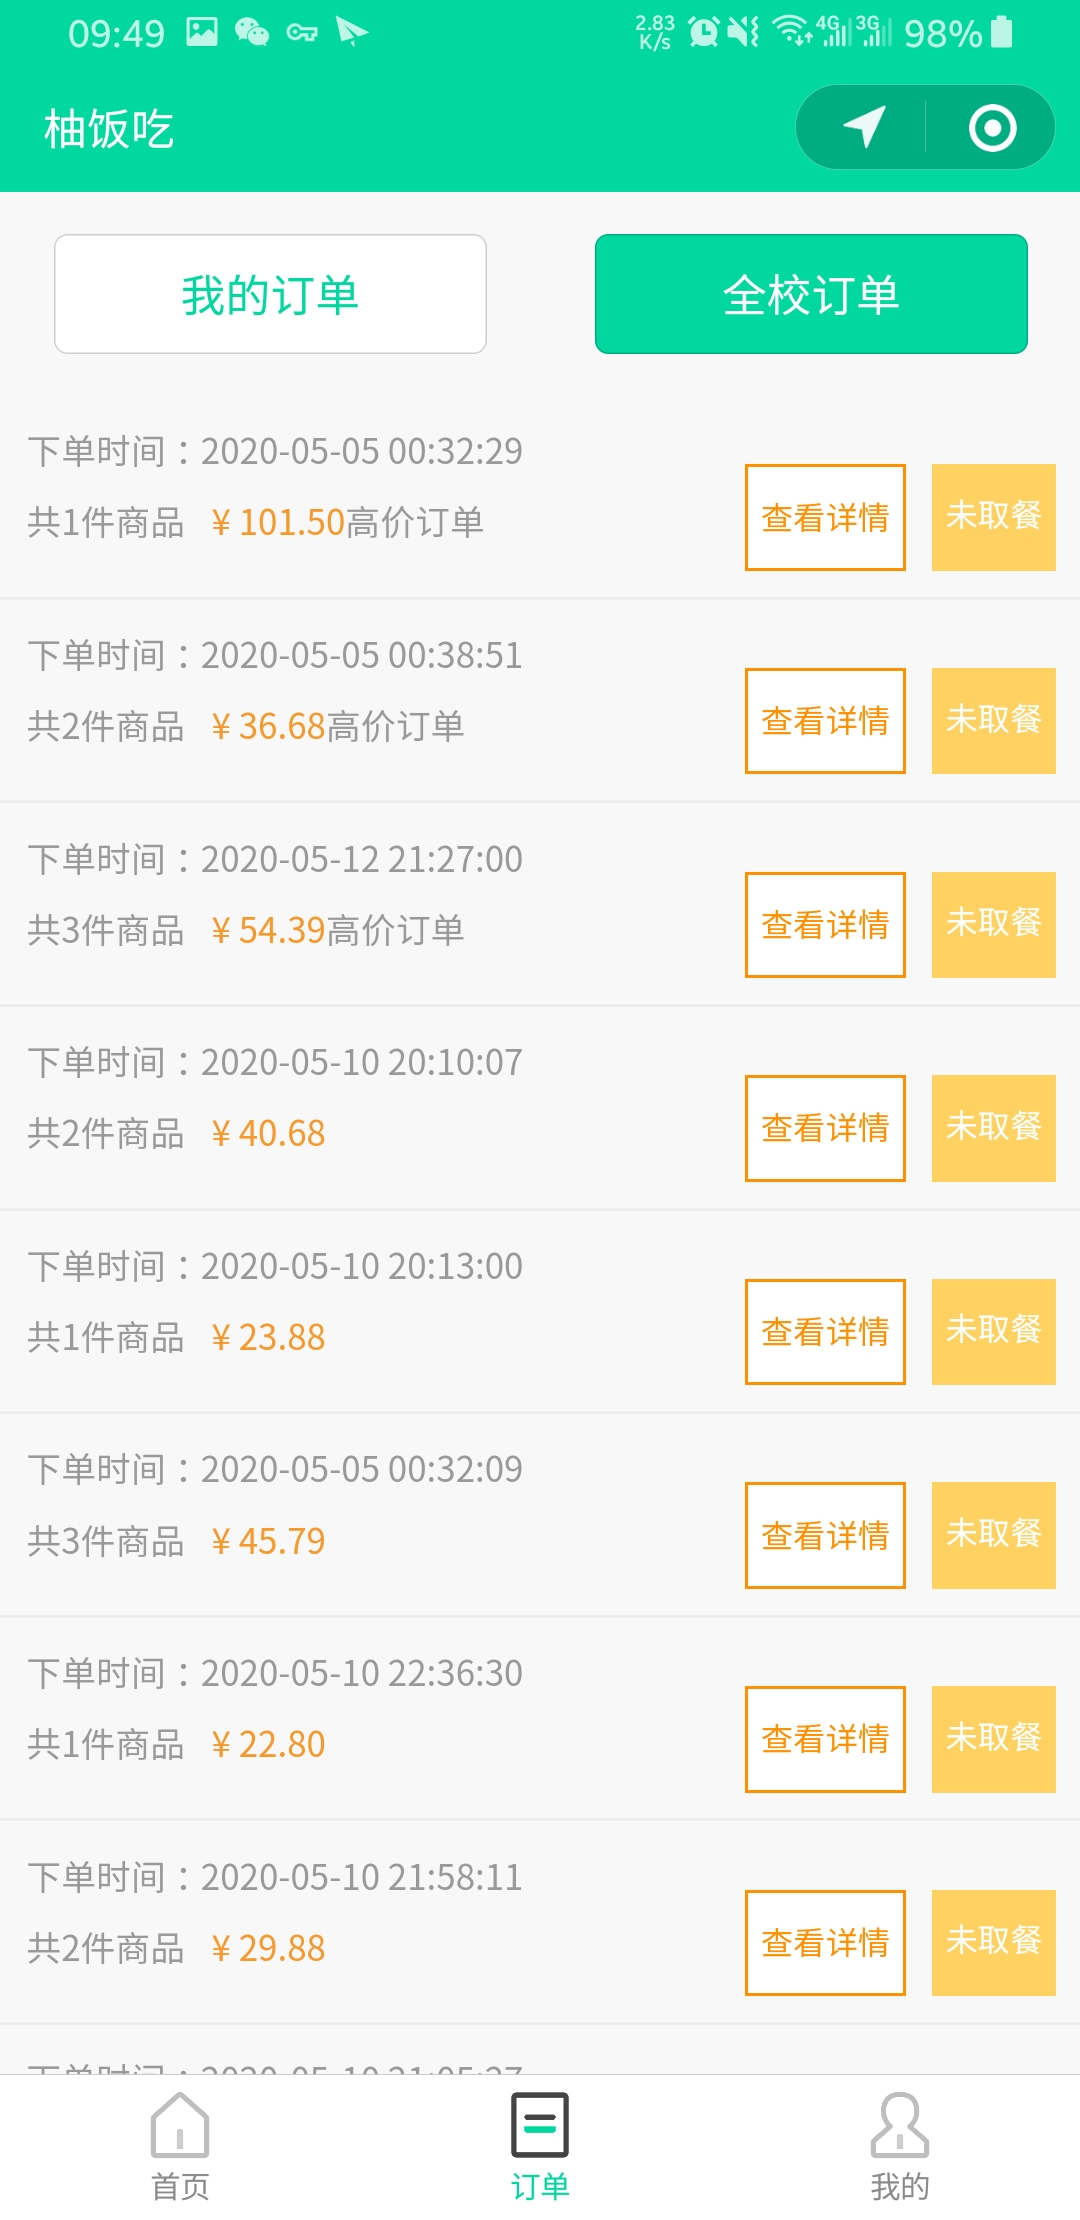 09:49
2.83 K/s
4G 3G 98%
柚饭吃
我的订单
全校订单
下单时间：2020-05-05 00:32:29
共1件商品 ¥ 101.50高价订单
查看详情
未取餐
下单时间：2020-05-05 00:38:51
共2件商品 ¥ 36.68高价订单
查看详情
未取餐
下单时间：2020-05-12 21:27:00
共3件商品 ¥ 54.39高价订单
查看详情
未取餐
下单时间：2020-05-10 20:10:07
共2件商品 ¥ 40.68
查看详情
未取餐
下单时间：2020-05-10 20:13:00
共1件商品 ¥ 23.88
查看详情
未取餐
下单时间：2020-05-05 00:32:09
共3件商品 ¥ 45.79
查看详情
未取餐
下单时间：2020-05-10 22:36:30
共1件商品 ¥ 22.80
查看详情
未取餐
下单时间：2020-05-10 21:58:11
共2件商品 ¥ 29.88
查看详情
未取餐
下单时间：2020-05-10
首页
订单
我的